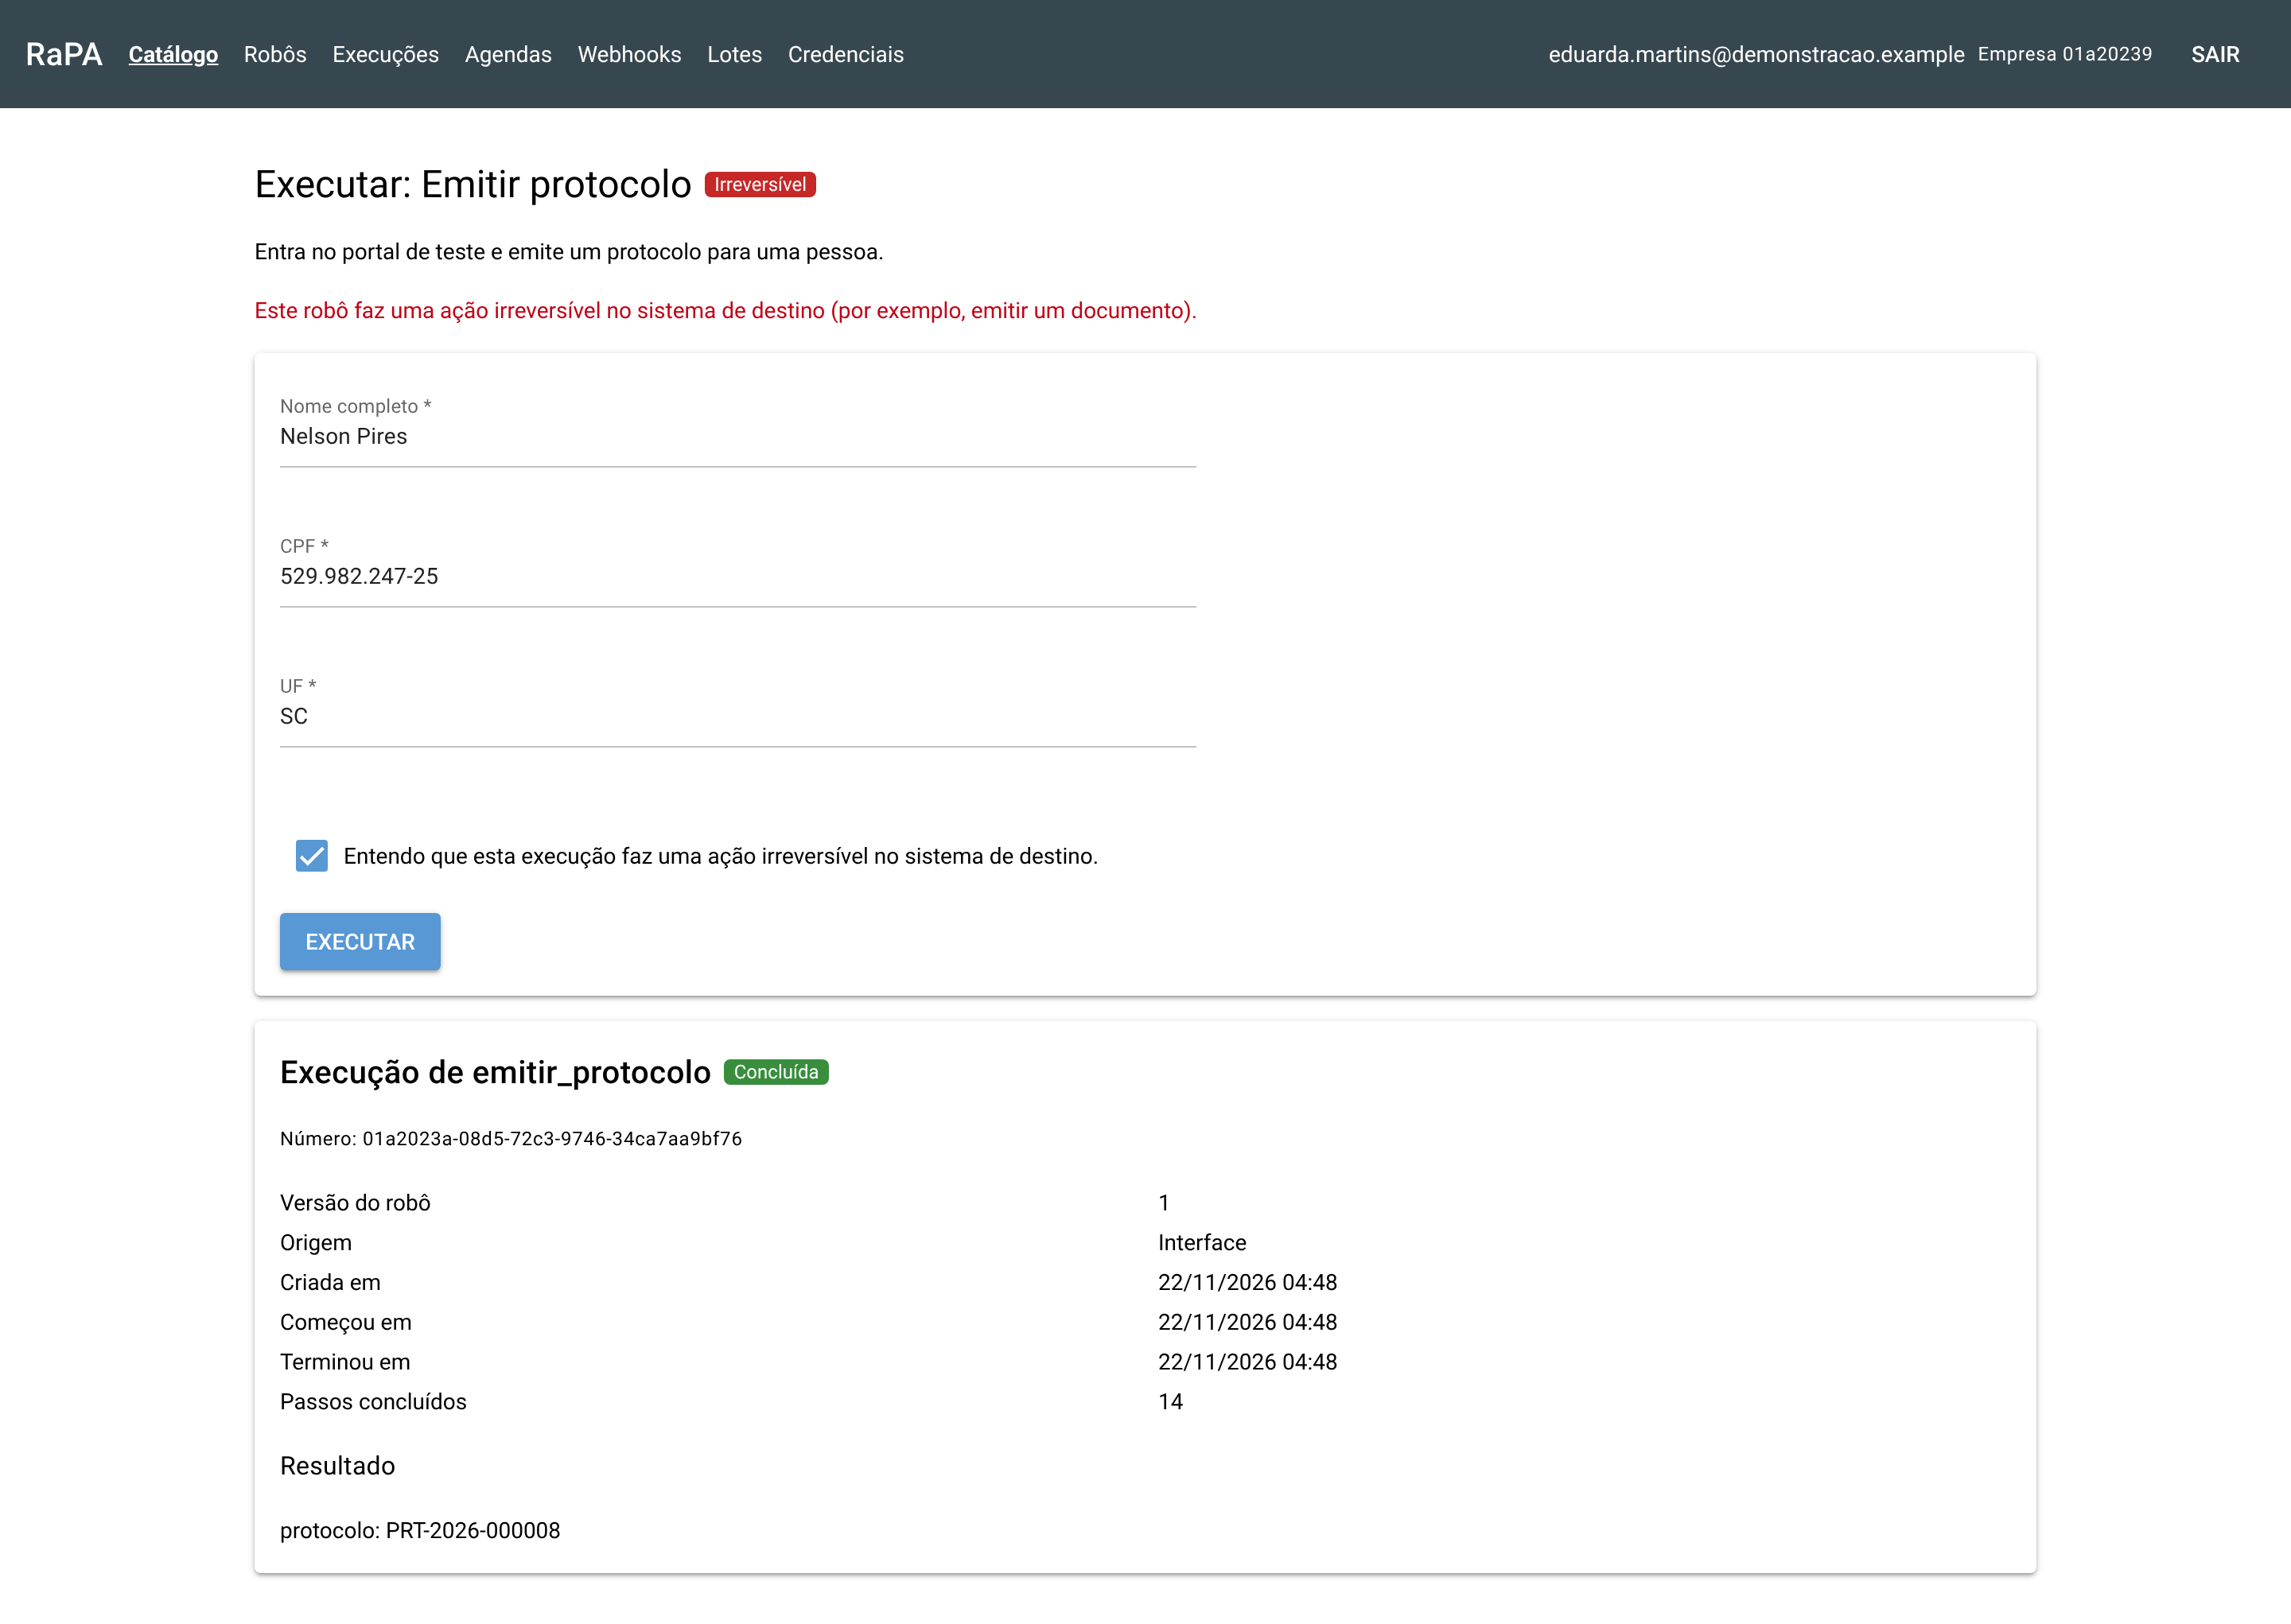 RaPA Catálogo Robôs Execuções Agendas Webhooks Lotes Credenciais eduarda.martins@demonstracao.example Empresa 01a20239 SAIR
Executar: Emitir protocolo Irreversível
Entra no portal de teste e emite um protocolo para uma pessoa.
Este robô faz uma ação irreversível no sistema de destino (por exemplo, emitir um documento).
Nome completo *
Nelson Pires
CPF *
529.982.247-25
UF *
SC
Entendo que esta execução faz uma ação irreversível no sistema de destino.
EXECUTAR
Execução de emitir_protocolo Concluída
Número: 01a2023a-08d5-72c3-9746-34ca7aa9bf76
Versão do robô 1
Origem Interface
Criada em 22/11/2026 04:48
Começou em 22/11/2026 04:48
Terminou em 22/11/2026 04:48
Passos concluídos 14
Resultado
protocolo: PRT-2026-000008